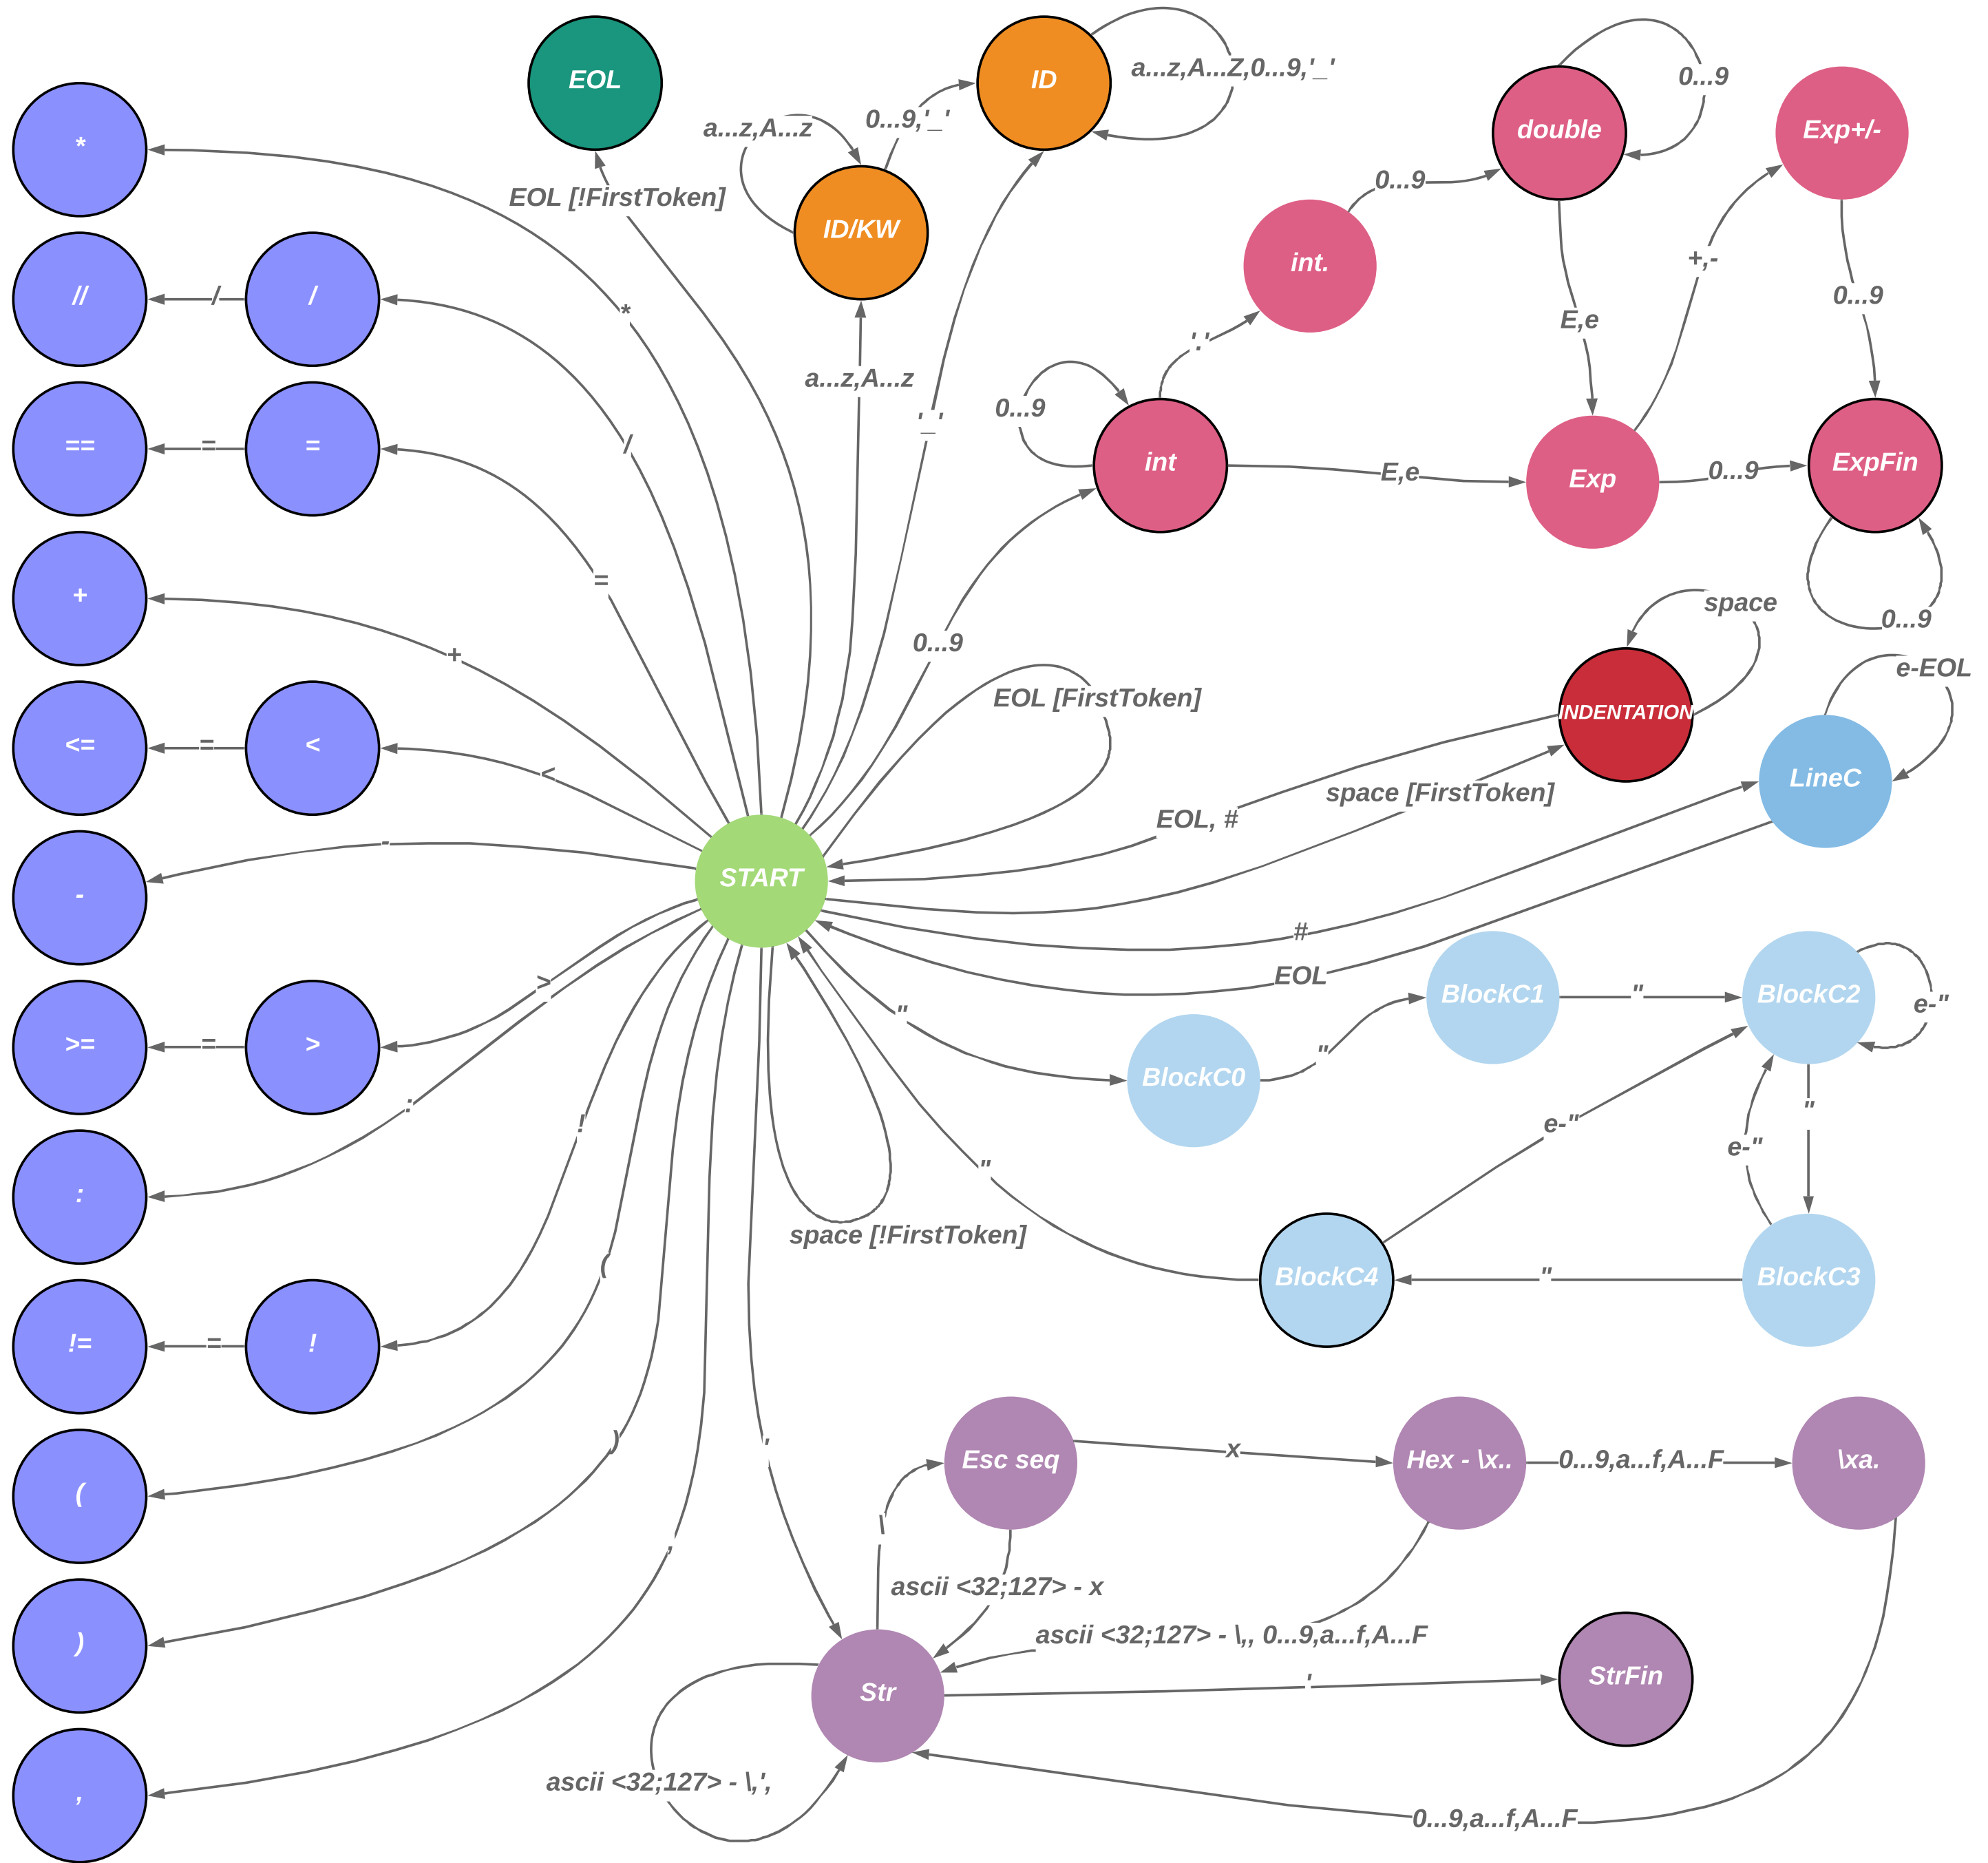 EOL
ID
a...z,A...Z,0...9,'_'
0...9
double
Exp+/-
*
a...z,A...z
0...9,'_'
EOL [!FirstToken]
0...9
ID/KW
+,-
int.
//
/
/
0...9
*
E,e
'.'
a...z,A...z
0...9
'_'
==
=
=
/
int
E,e
Exp
0...9
ExpFin
=
+
space
0...9
0...9
+
e-EOL
EOL [FirstToken]
INDENTATION
<=
=
<
<
space [FirstToken]
LineC
EOL, #
-
START
-
#
EOL
>
"
BlockC1
"
BlockC2
e-"
>=
=
>
"
BlockC0
:
!
e-"
"
e-"
:
"
space [!FirstToken]
(
BlockC4
"
BlockC3
!=
=
!
'
)
Esc seq
x
Hex - \x..
0...9,a...f,A...F
\xa.
(
\
,
ascii <32;127> - x
ascii <32;127> - \,, 0...9,a...f,A...F
)
Str
'
StrFin
ascii <32;127> - \,',
,
0...9,a...f,A...F